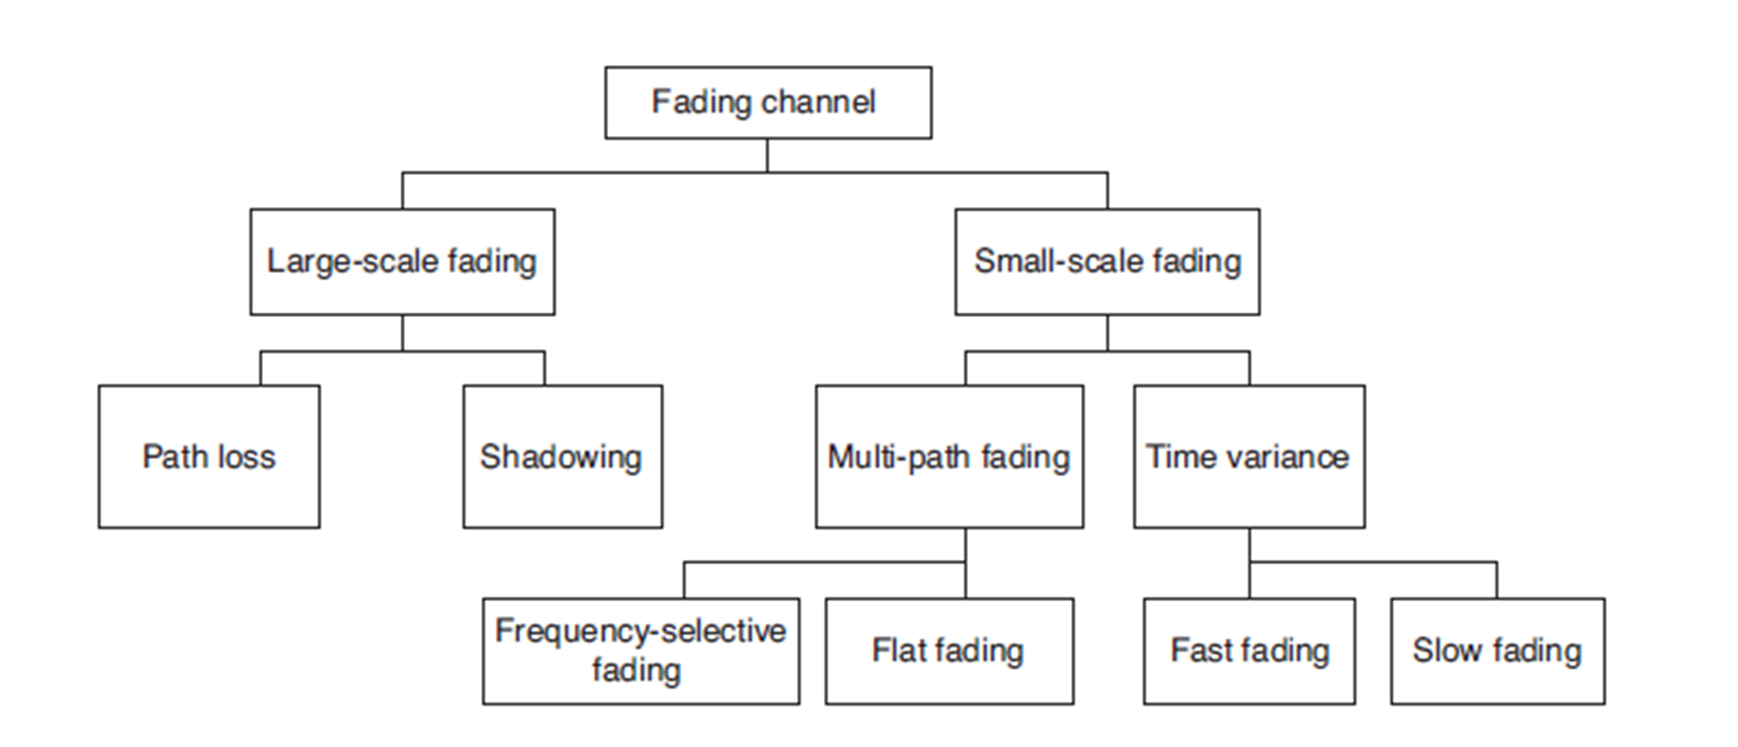 Fading channel
Large-scale fading
Small-scale fading
Path loss
Shadowing
Multi-path fading
Time variance
Frequency-selective
fading
Flat fading
Fast fading
Slow fading